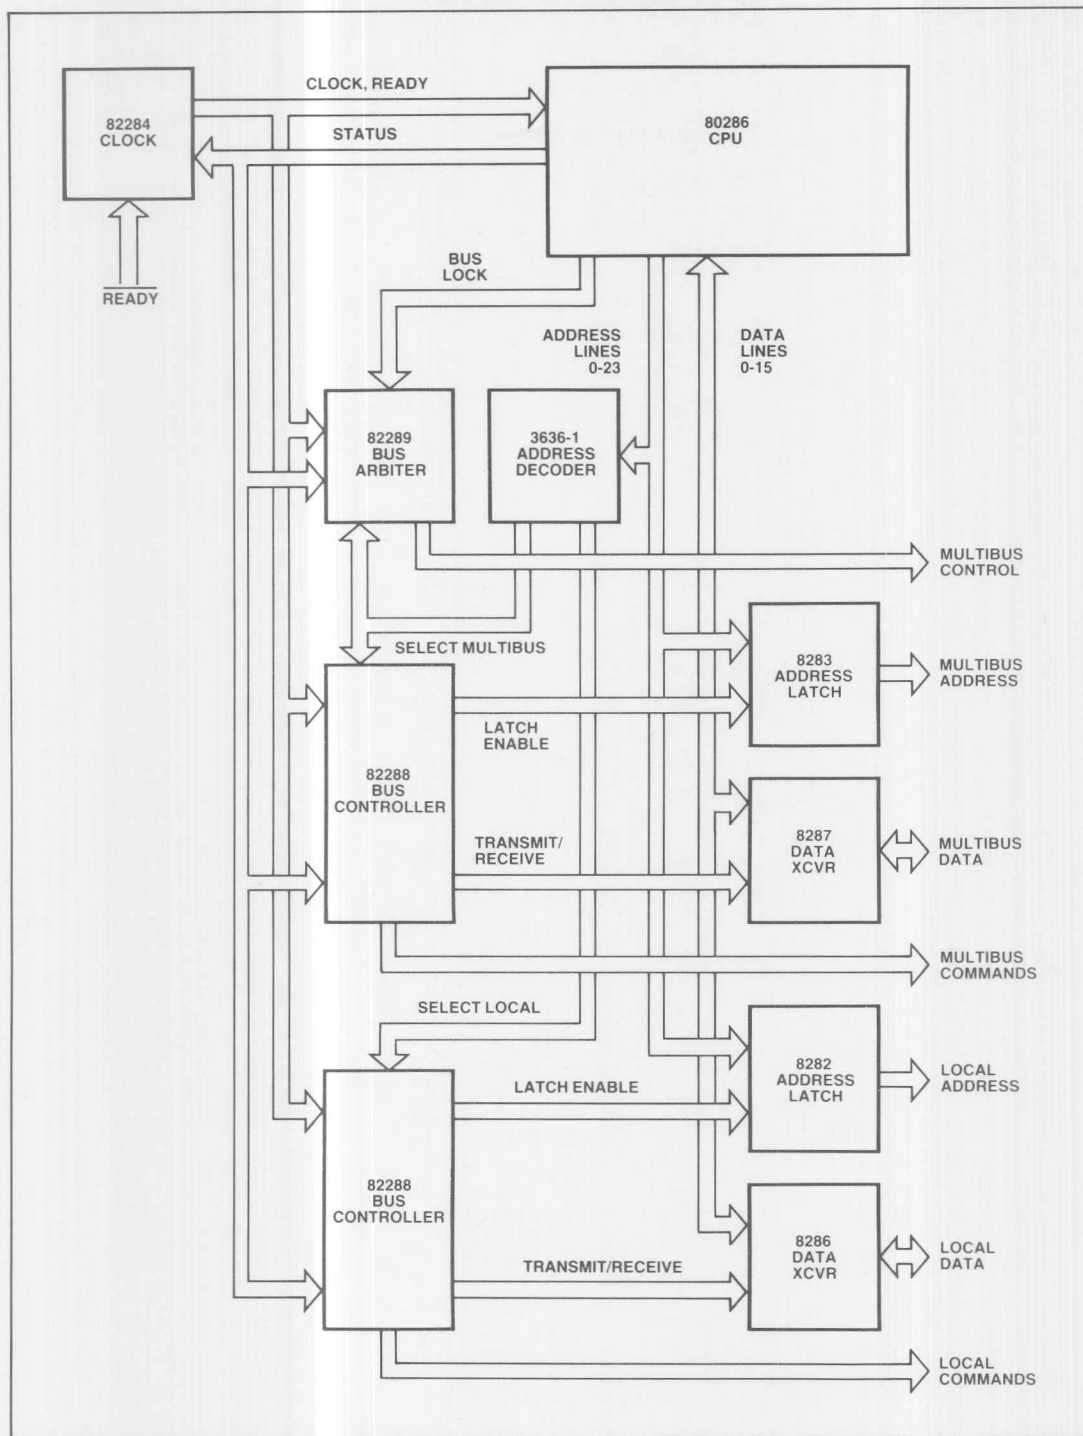 CLOCK, READY
82284
CLOCK
STATUS
80286
CPU
READY
BUS
LOCK
ADDRESS
LINES
0-23
DATA
LINES
0-15
82289
BUS
ARBITER
3636-1
ADDRESS
DECODER
MULTIBUS
CONTROL
SELECT MULTIBUS
8283
ADDRESS
LATCH
MULTIBUS
ADDRESS
LATCH
ENABLE
82288
BUS
CONTROLLER
TRANSMIT/
RECEIVE
8287
DATA
XCVR
MULTIBUS
DATA
MULTIBUS
COMMANDS
SELECT LOCAL
8282
ADDRESS
LATCH
LOCAL
ADDRESS
LATCH ENABLE
82288
BUS
CONTROLLER
TRANSMIT/RECEIVE
8286
DATA
XCVR
LOCAL
DATA
LOCAL
COMMANDS